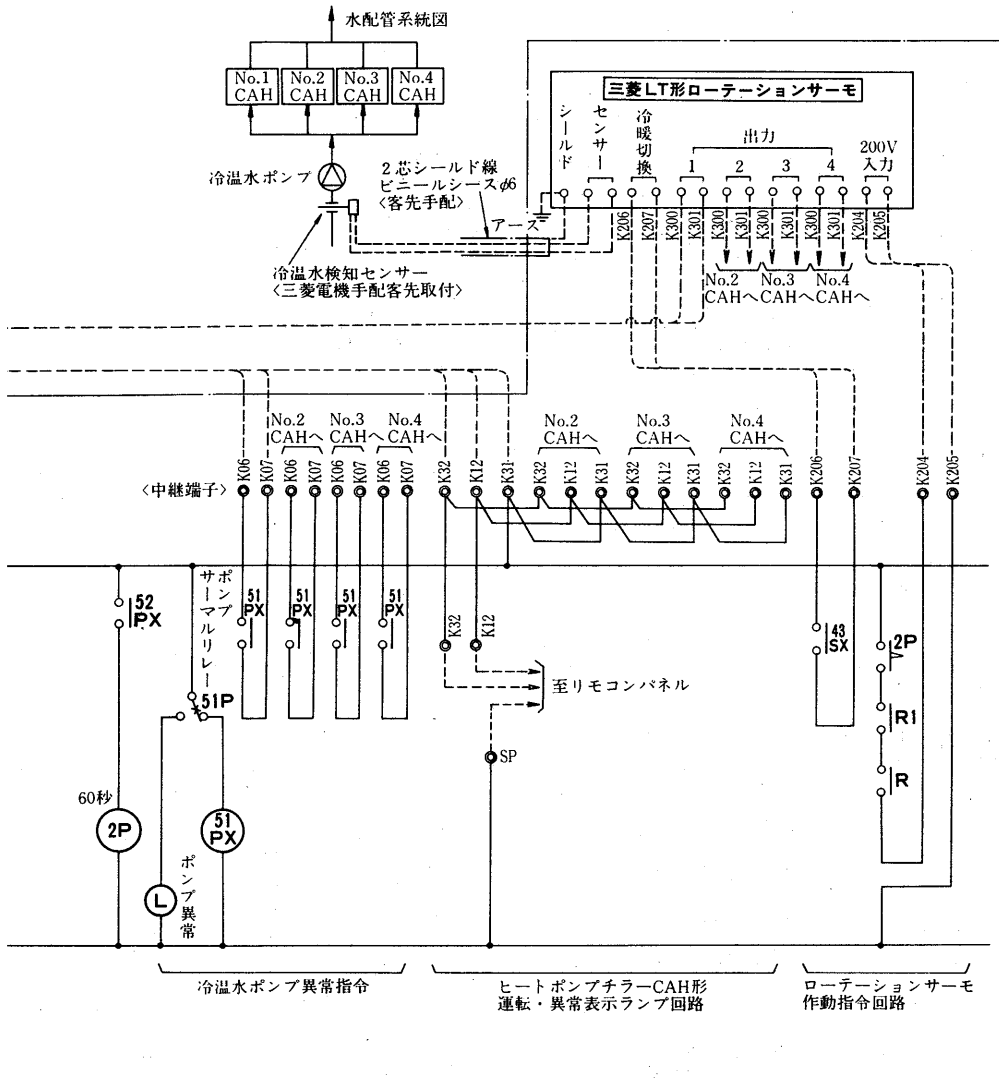 水配管系統図
No.1
CAH
No.2
CAH
No.3
CAH
No.4
CAH
冷温水ポンプ
2芯シールド線
ビニールシースφ6
〈客先手配〉
アース
冷温水検知センサー
〈三菱電機手配客先取付〉
三菱LT形ローテーションサーモ
シールド
センサー
冷暖切換
出力
1
2
3
4
200V
入力
K206
K207
K300
K301
K300
K301
K300
K301
K300
K301
K204
K205
No.2
CAHへ
No.3
CAHへ
No.4
CAHへ
No.2
CAHへ
No.3
CAHへ
No.4
CAHへ
No.2
CAHへ
No.3
CAHへ
No.4
CAHへ
〈中継端子〉
K06
K07
K06
K07
K06
K07
K06
K07
K32
K12
K31
K32
K12
K31
K32
K12
K31
K32
K12
K31
K206
K207
K204
K205
52
PX
ポンプ
サーマルリレー
51P
51
PX
51
PX
51
PX
51
PX
K32
K12
至リモコンパネル
SP
43
SX
2P
R1
R
60秒
2P
51
PX
L
ポンプ異常
冷温水ポンプ異常指令
ヒートポンプチラーCAH形
運転・異常表示ランプ回路
ローテーションサーモ
作動指令回路